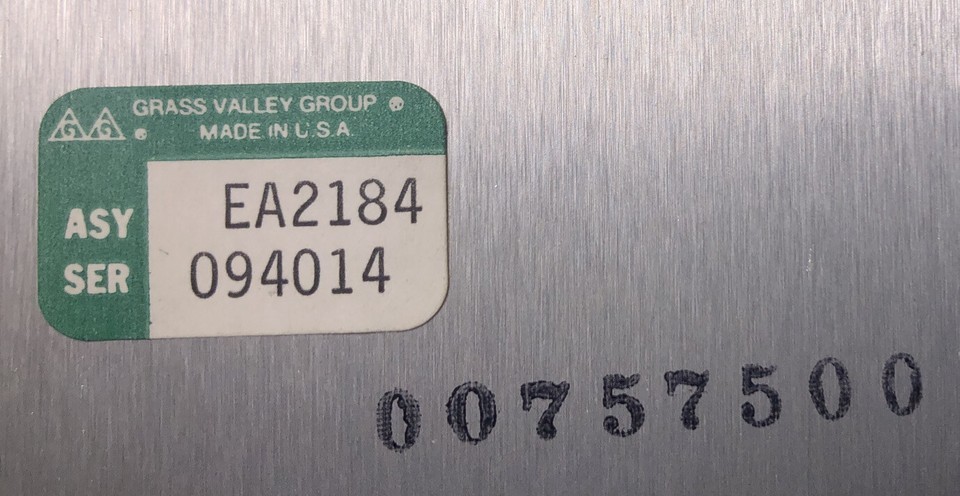 GRASS VALLEY GROUP
MADE IN U.S.A.
ASY EA2184
SER 094014
00757500